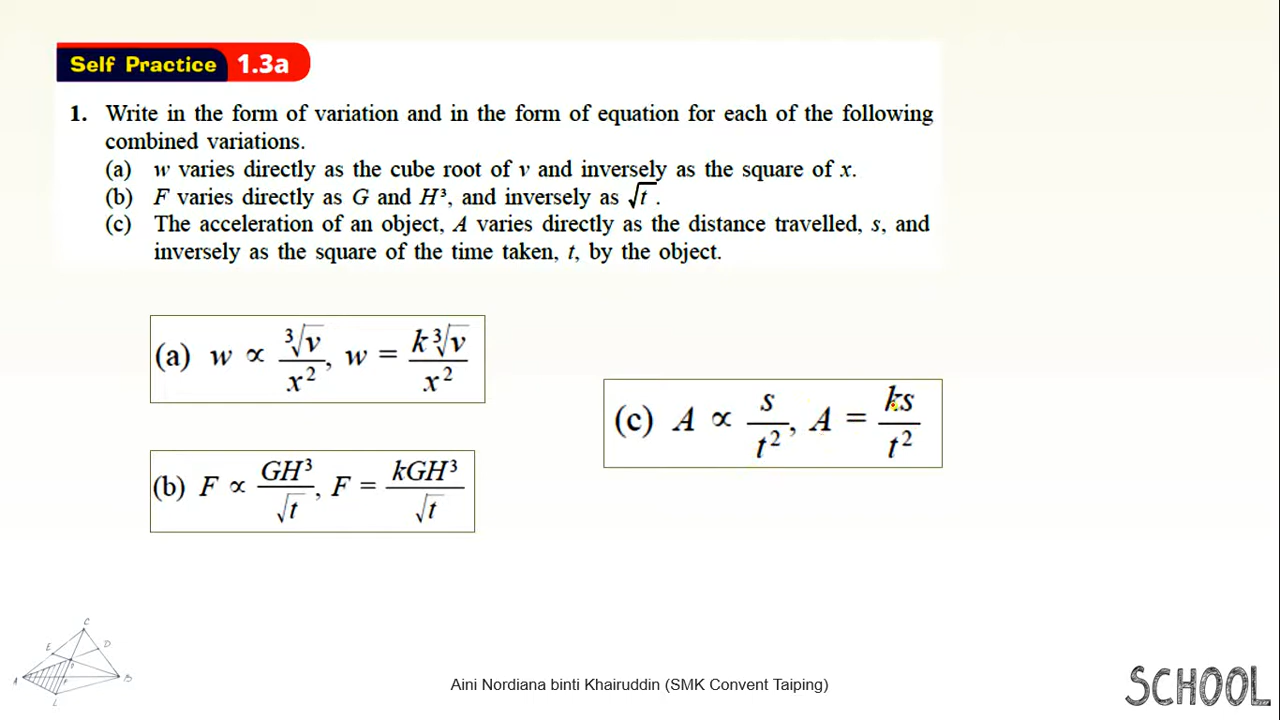 Self Practice 1.3a
1. Write in the form of variation and in the form of equation for each of the following
combined variations.
(a) w varies directly as the cube root of v and inversely as the square of x.
(b) F varies directly as G and H³, and inversely as √t.
(c) The acceleration of an object, A varies directly as the distance travelled, s, and
inversely as the square of the time taken, t, by the object.
(a) w ∝ ³√v / x², w = k³√v / x²
(b) F ∝ GH³ / √t, F = kGH³ / √t
(c) A ∝ s / t², A = ks / t²
C
E D
A B
L
Aini Nordiana binti Khairuddin (SMK Convent Taiping)
SCHOOL